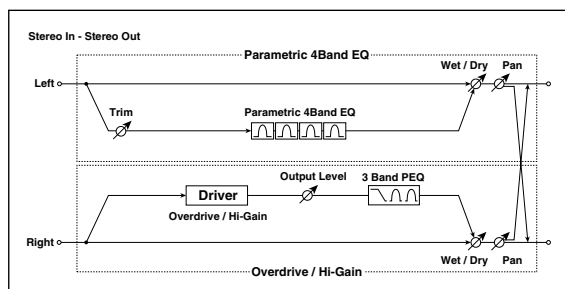 Stereo In - Stereo Out
Parametric 4Band EQ
Wet / Dry Pan
Left
Trim
Parametric 4Band EQ
Driver
Output Level
3 Band PEQ
Overdrive / Hi-Gain
Right
Wet / Dry Pan
Overdrive / Hi-Gain